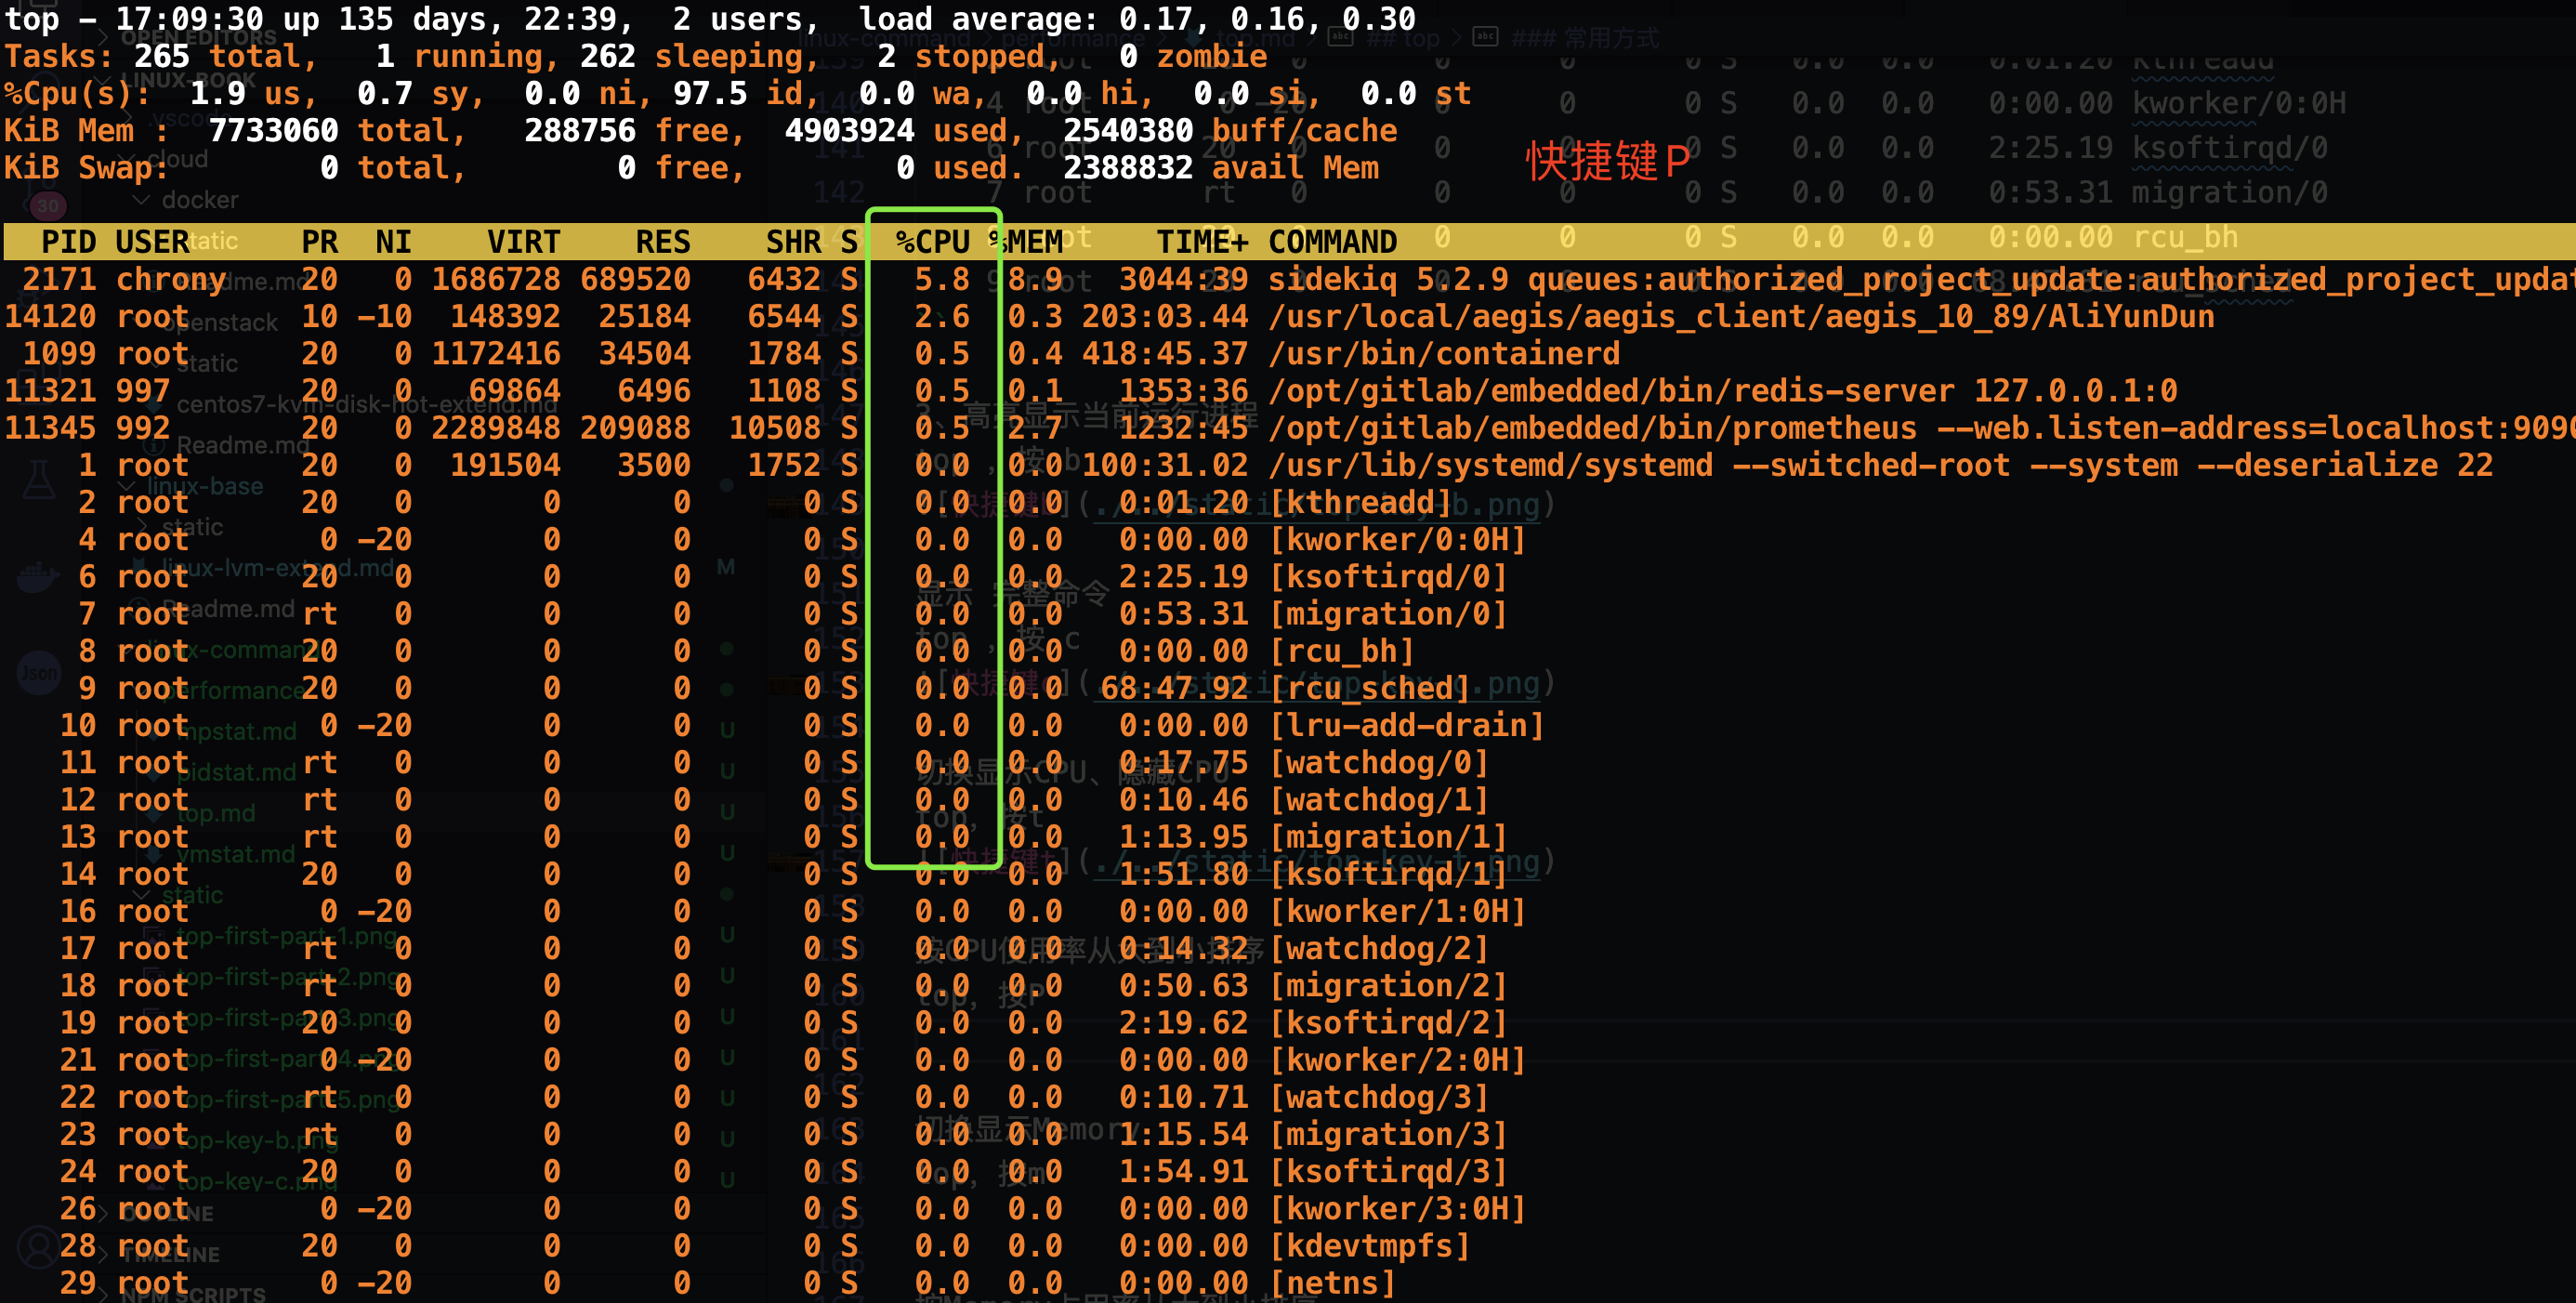 top - 17:09:30 up 135 days, 22:39,  2 users,  load average: 0.17, 0.16, 0.30
Tasks: 265 total,   1 running, 262 sleeping,   2 stopped,   0 zombie
%Cpu(s):  1.9 us,  0.7 sy,  0.0 ni, 97.5 id,  0.0 wa,  0.0 hi,  0.0 si,  0.0 st
KiB Mem :  7733060 total,   288756 free,  4903924 used,  2540380 buff/cache
KiB Swap:        0 total,        0 free,        0 used.  2388832 avail Mem
快捷键P
PID USER      PR  NI    VIRT    RES    SHR S  %CPU %MEM     TIME+ COMMAND
2171 chrony    20   0 1686728 689520   6432 S   5.8  8.9   3044:39 sidekiq 5.2.9 queues:authorized_project_update:authorized_project_updat
14120 root      10 -10  148392  25184   6544 S   2.6  0.3 203:03.44 /usr/local/aegis/aegis_client/aegis_10_89/AliYunDun
1099 root      20   0 1172416  34504   1784 S   0.5  0.4 418:45.37 /usr/bin/containerd
11321 997       20   0   69864   6496   1108 S   0.5  0.1   1353:36 /opt/gitlab/embedded/bin/redis-server 127.0.0.1:0
11345 992       20   0 2289848 209088  10508 S   0.5  2.7   1232:45 /opt/gitlab/embedded/bin/prometheus --web.listen-address=localhost:9090
1 root      20   0  191504   3500   1752 S   0.0  0.0 100:31.02 /usr/lib/systemd/systemd --switched-root --system --deserialize 22
2 root      20   0       0      0      0 S   0.0  0.0   0:01.20 [kthreadd]
4 root       0 -20       0      0      0 S   0.0  0.0   0:00.00 [kworker/0:0H]
6 root      20   0       0      0      0 S   0.0  0.0   2:25.19 [ksoftirqd/0]
7 root      rt   0       0      0      0 S   0.0  0.0   0:53.31 [migration/0]
8 root      20   0       0      0      0 S   0.0  0.0   0:00.00 [rcu_bh]
9 root      20   0       0      0      0 S   0.0  0.0  68:47.92 [rcu_sched]
10 root       0 -20       0      0      0 S   0.0  0.0   0:00.00 [lru-add-drain]
11 root      rt   0       0      0      0 S   0.0  0.0   0:17.75 [watchdog/0]
12 root      rt   0       0      0      0 S   0.0  0.0   0:10.46 [watchdog/1]
13 root      rt   0       0      0      0 S   0.0  0.0   1:13.95 [migration/1]
14 root      20   0       0      0      0 S   0.0  0.0   1:51.80 [ksoftirqd/1]
16 root       0 -20       0      0      0 S   0.0  0.0   0:00.00 [kworker/1:0H]
17 root      rt   0       0      0      0 S   0.0  0.0   0:14.32 [watchdog/2]
18 root      rt   0       0      0      0 S   0.0  0.0   0:50.63 [migration/2]
19 root      20   0       0      0      0 S   0.0  0.0   2:19.62 [ksoftirqd/2]
21 root       0 -20       0      0      0 S   0.0  0.0   0:00.00 [kworker/2:0H]
22 root      rt   0       0      0      0 S   0.0  0.0   0:10.71 [watchdog/3]
23 root      rt   0       0      0      0 S   0.0  0.0   1:15.54 [migration/3]
24 root      20   0       0      0      0 S   0.0  0.0   1:54.91 [ksoftirqd/3]
26 root       0 -20       0      0      0 S   0.0  0.0   0:00.00 [kworker/3:0H]
28 root      20   0       0      0      0 S   0.0  0.0   0:00.00 [kdevtmpfs]
29 root       0 -20       0      0      0 S   0.0  0.0   0:00.00 [netns]